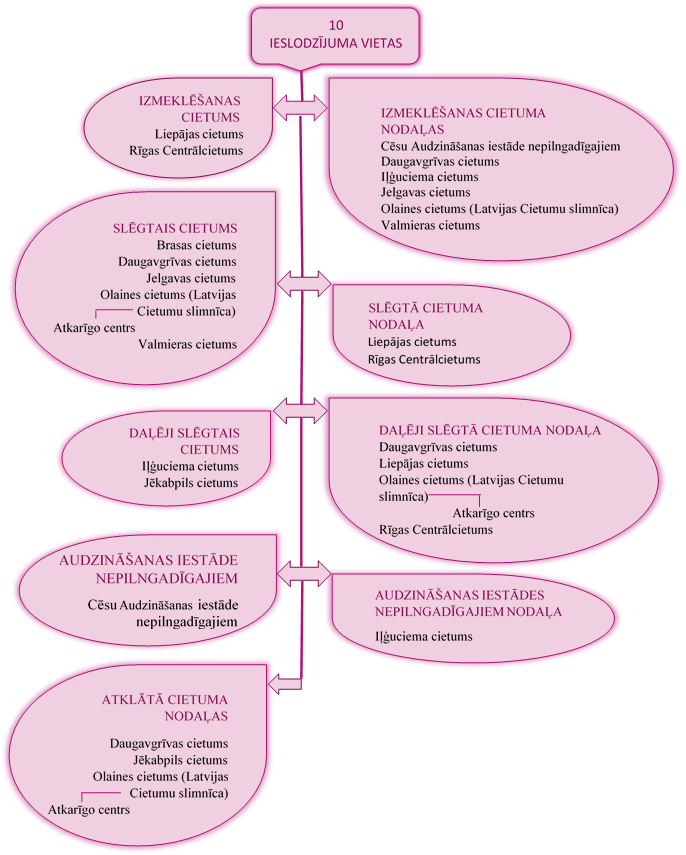 10
IESLODZĪJUMA VIETAS
IZMEKLĒŠANAS
CIETUMS
Liepājas cietums
Rīgas Centrālcietums
IZMEKLĒŠANAS CIETUMA
NODAĻAS
Cēsu Audzināšanas iestāde nepilngadīgajiem
Daugavgrīvas cietums
Iļģuciema cietums
Jelgavas cietums
Olaines cietums (Latvijas Cietumu slimnīca)
Valmieras cietums
SLĒGTAIS CIETUMS
Brasas cietums
Daugavgrīvas cietums
Jelgavas cietums
Olaines cietums (Latvijas
Cietumu slimnīca)
Atkarīgo centrs
Valmieras cietums
SLĒGTĀ CIETUMA
NODAĻA
Liepājas cietums
Rīgas Centrālcietums
DAĻĒJI SLĒGTAIS
CIETUMS
Iļģuciema cietums
Jēkabpils cietums
DAĻĒJI SLĒGTĀ CIETUMA NODAĻA
Daugavgrīvas cietums
Liepājas cietums
Olaines cietums (Latvijas Cietumu
slimnīca)
Atkarīgo centrs
Rīgas Centrālcietums
AUDZINĀŠANAS IESTĀDE
NEPILNGADĪGAJIEM
Cēsu Audzināšanas iestāde
nepilngadīgajiem
AUDZINĀŠANAS IESTĀDES
NEPILNGADĪGAJIEM NODAĻA
Iļģuciema cietums
ATKLĀTĀ CIETUMA
NODAĻAS
Daugavgrīvas cietums
Jēkabpils cietums
Olaines cietums (Latvijas
Cietumu slimnīca)
Atkarīgo centrs